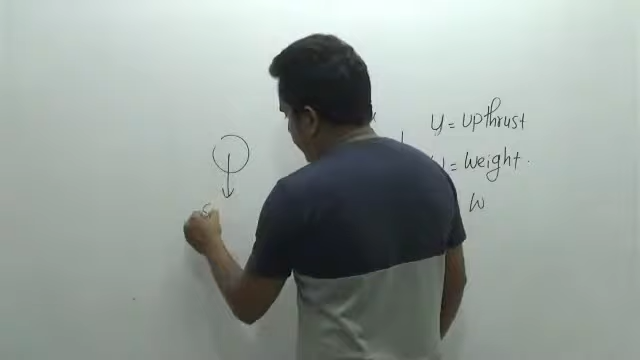 y = upthrust
= weight.
W